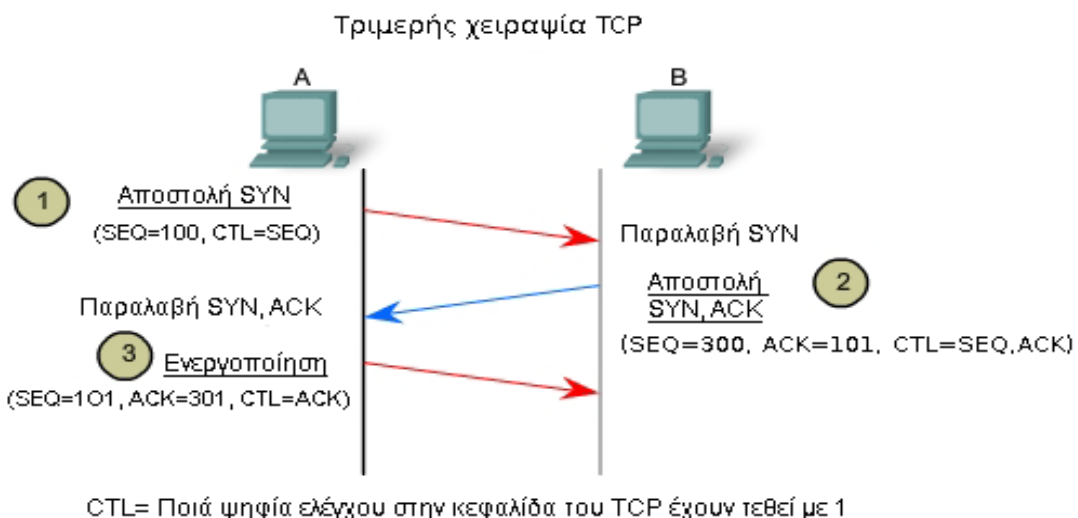 Τριμερής χειραψία TCP
A
B
1
Αποστολή SYN
(SEQ=100, CTL=SEQ)
Παραλαβή SYN
Αποστολή
SYN, ACK
2
(SEQ=300, ACK=101, CTL=SEQ,ACK)
Παραλαβή SYN, ACK
3
Ενεργοποίηση
(SEQ=1O1, ACK=301, CTL=ACK)
CTL= Ποιά ψηφία ελέγχου στην κεφαλίδα του TCP έχουν τεθεί με 1